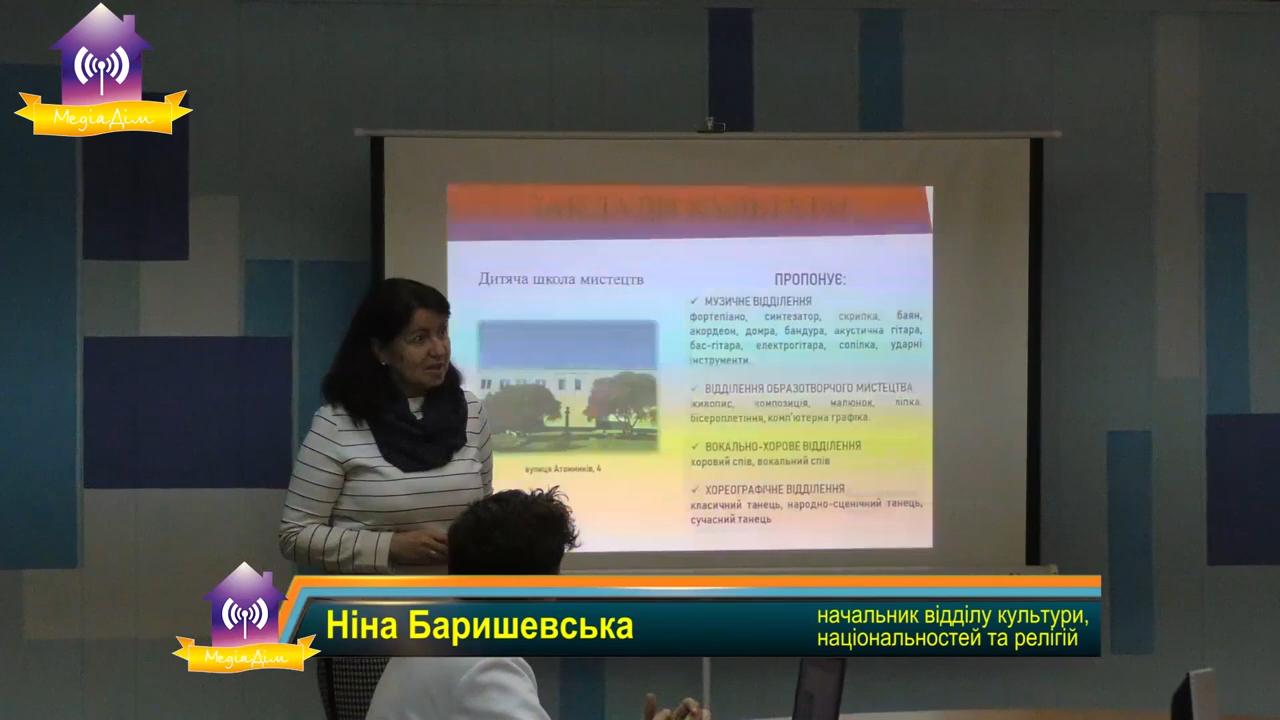 МедіаДім
ЗАКЛАДИ КУЛЬТУРИ
Дитяча школа мистецтв
вулиця Атомників, 4
ПРОПОНУЄ:
✓ МУЗИЧНЕ ВІДДІЛЕННЯ
фортепіано, синтезатор, скрипка, баян,
акордеон, домра, бандура, акустична гітара,
бас-гітара, електрогітара, сопілка, ударні
інструменти.
✓ ВІДДІЛЕННЯ ОБРАЗОТВОРЧОГО МИСТЕЦТВА
живопис, композиція, малюнок, ліпка,
бісероплетіння, комп'ютерна графіка.
✓ ВОКАЛЬНО-ХОРОВЕ ВІДДІЛЕННЯ
хоровий спів, вокальний спів
✓ ХОРЕОГРАФІЧНЕ ВІДДІЛЕННЯ
класичний танець, народно-сценічний танець,
сучасний танець
МедіаДім
Ніна Баришевська
начальник відділу культури,
національностей та релігій